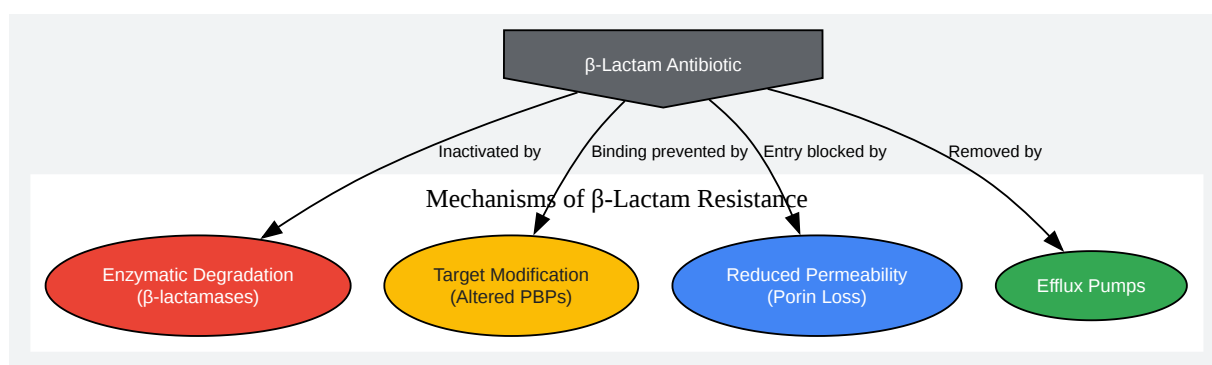 β-Lactam Antibiotic
Inactivated by
Binding prevented by
Entry blocked by
Removed by
Mechanisms of β-Lactam Resistance
Enzymatic Degradation
(β-lactamases)
Target Modification
(Altered PBPs)
Reduced Permeability
(Porin Loss)
Efflux Pumps